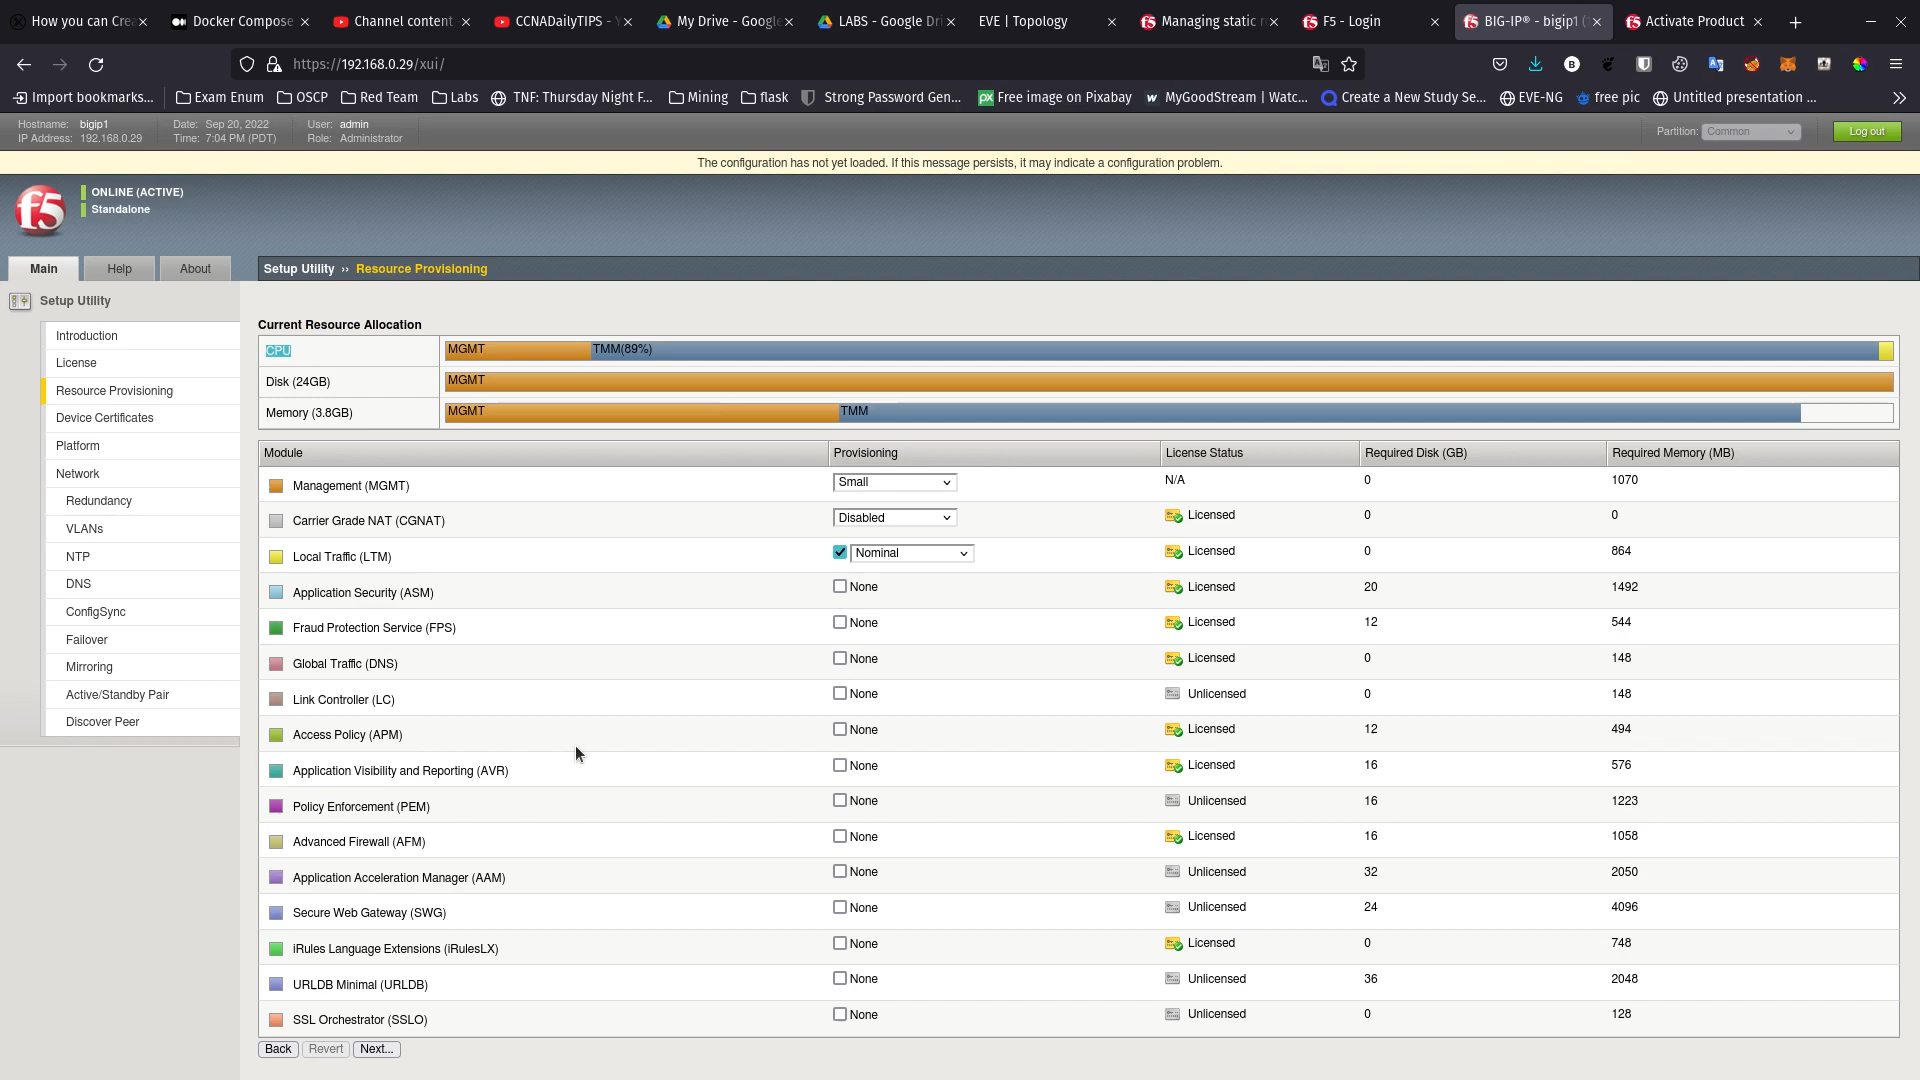 How you can Crea
Docker Compose
Channel content
CCNADailyTIPS - Y
My Drive - Google
LABS - Google Dri
EVE | Topology
Managing static r
F5 - Login
BIG-IP® - bigip1 (
Activate Product
https://192.168.0.29/xui/
Import bookmarks...
Exam Enum
OSCP
Red Team
Labs
TNF: Thursday Night F...
Mining
flask
Strong Password Gen...
Free image on Pixabay
MyGoodStream | Watc...
Create a New Study Se...
EVE-NG
free pic
Untitled presentation ...
Hostname: bigip1
IP Address: 192.168.0.29
Date: Sep 20, 2022
Time: 7:04 PM (PDT)
User: admin
Role: Administrator
Partition: Common
Log out
The configuration has not yet loaded. If this message persists, it may indicate a configuration problem.
f5
ONLINE (ACTIVE)
Standalone
Main
Help
About
Setup Utility ›› Resource Provisioning
Setup Utility
Introduction
License
Resource Provisioning
Device Certificates
Platform
Network
Redundancy
VLANs
NTP
DNS
ConfigSync
Failover
Mirroring
Active/Standby Pair
Discover Peer
Current Resource Allocation
CPU MGMT TMM(89%)
Disk (24GB) MGMT
Memory (3.8GB) MGMT TMM
Module Provisioning License Status Required Disk (GB) Required Memory (MB)
Management (MGMT) Small N/A 0 1070
Carrier Grade NAT (CGNAT) Disabled Licensed 0 0
Local Traffic (LTM) Nominal Licensed 0 864
Application Security (ASM) None Licensed 20 1492
Fraud Protection Service (FPS) None Licensed 12 544
Global Traffic (DNS) None Licensed 0 148
Link Controller (LC) None Unlicensed 0 148
Access Policy (APM) None Licensed 12 494
Application Visibility and Reporting (AVR) None Licensed 16 576
Policy Enforcement (PEM) None Unlicensed 16 1223
Advanced Firewall (AFM) None Licensed 16 1058
Application Acceleration Manager (AAM) None Unlicensed 32 2050
Secure Web Gateway (SWG) None Unlicensed 24 4096
iRules Language Extensions (iRulesLX) None Licensed 0 748
URLDB Minimal (URLDB) None Unlicensed 36 2048
SSL Orchestrator (SSLO) None Unlicensed 0 128
Back
Revert
Next...